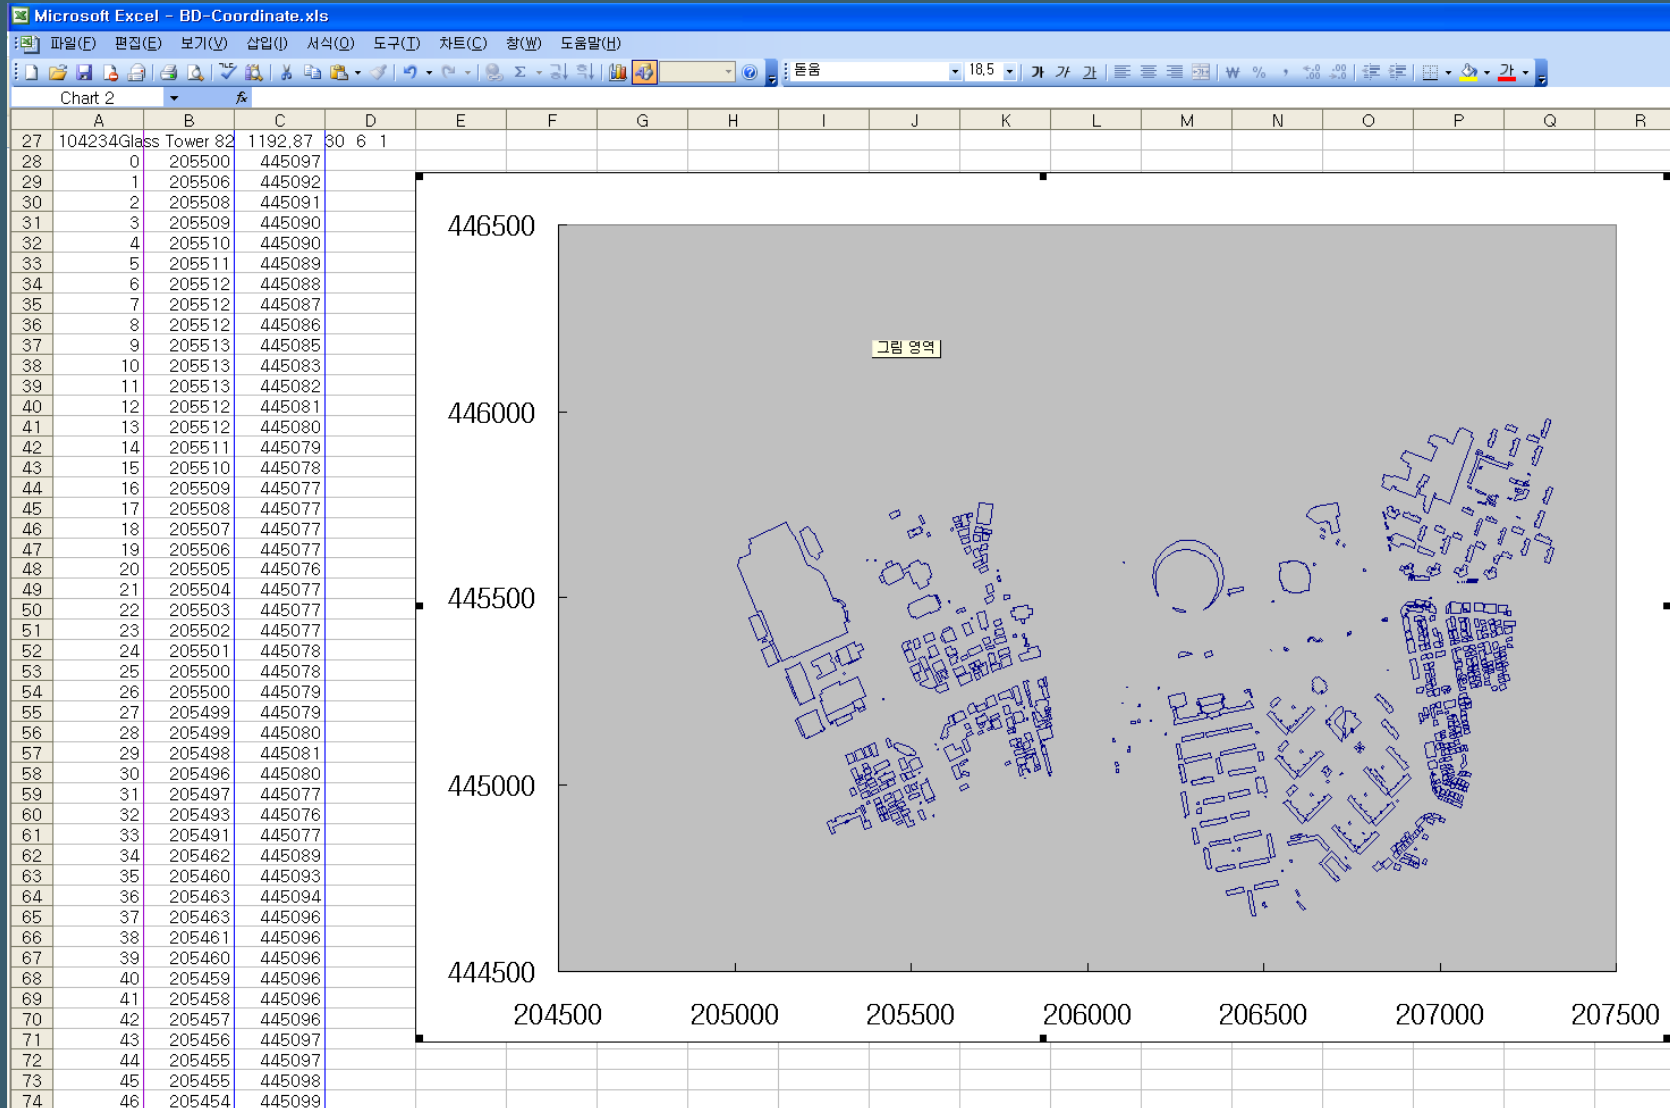 Microsoft Excel - BD-Coordinate.xls
파일(F) 편집(E) 보기(V) 삽입(I) 서식(O) 도구(T) 차트(C) 창(W) 도움말(H)
돋움 18.5 가 가 가 W % , 가
Chart 2 fx
A B C D E F G H I J K L M N O P Q R
27 104234Glass Tower 82 1192.87 30 6 1
28 0 205500 445097
29 1 205506 445092
30 2 205508 445091
31 3 205509 445090
32 4 205510 445090
33 5 205511 445089
34 6 205512 445088
35 7 205512 445087
36 8 205512 445086
37 9 205513 445085
38 10 205513 445083
39 11 205513 445082
40 12 205512 445081
41 13 205512 445080
42 14 205511 445079
43 15 205510 445078
44 16 205509 445077
45 17 205508 445077
46 18 205507 445077
47 19 205506 445077
48 20 205505 445076
49 21 205504 445077
50 22 205503 445077
51 23 205502 445077
52 24 205501 445078
53 25 205500 445078
54 26 205500 445079
55 27 205499 445079
56 28 205499 445080
57 29 205498 445081
58 30 205496 445080
59 31 205497 445077
60 32 205493 445076
61 33 205491 445077
62 34 205462 445089
63 35 205460 445093
64 36 205463 445094
65 37 205463 445096
66 38 205461 445096
67 39 205460 445096
68 40 205459 445096
69 41 205458 445096
70 42 205457 445096
71 43 205456 445097
72 44 205455 445097
73 45 205455 445098
74 46 205454 445099
446500
그림 영역
446000
445500
445000
444500
204500 205000 205500 206000 206500 207000 207500